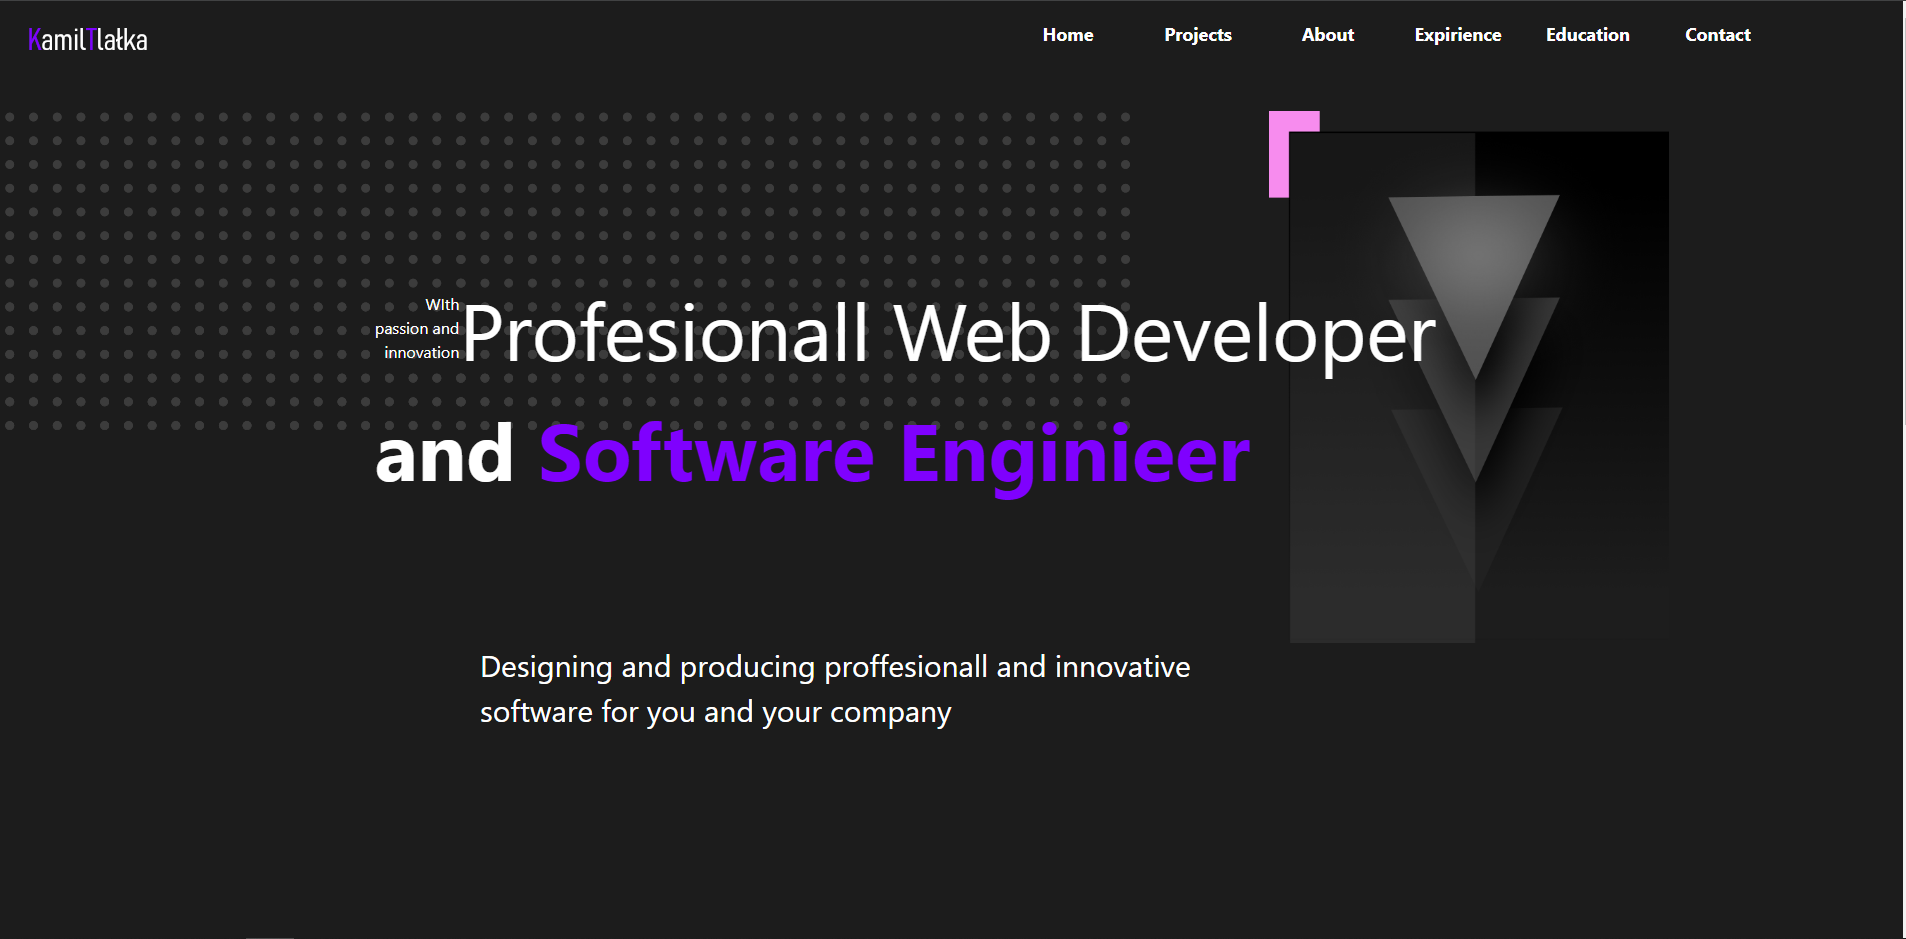 KamilTlałka
Home Projects About Expirience Education Contact
WIth
passion and
innovation
Profesionall Web Developer
and Software Enginieer
Designing and producing proffesionall and innovative
software for you and your company